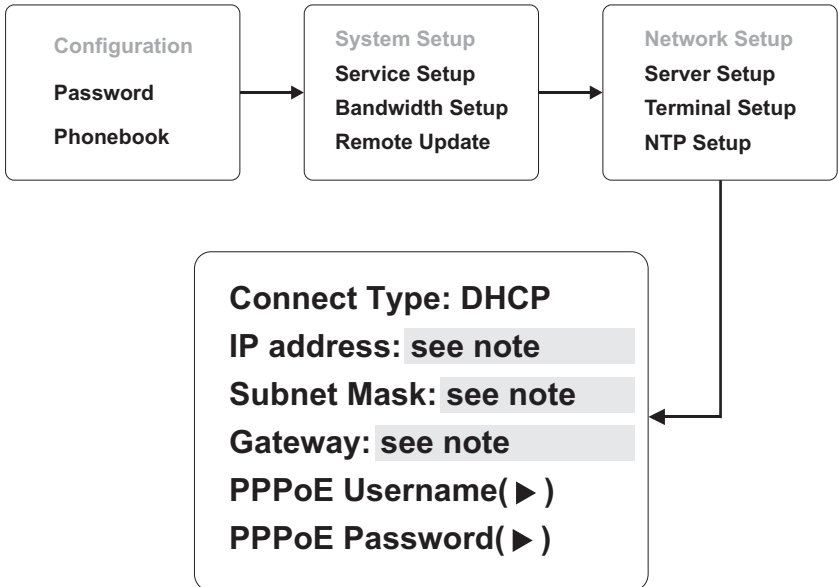 Configuration
Password
Phonebook
System Setup
Service Setup
Bandwidth Setup
Remote Update
Network Setup
Server Setup
Terminal Setup
NTP Setup
Connect Type: DHCP
IP address: see note
Subnet Mask: see note
Gateway: see note
PPPoE Username( ▶ )
PPPoE Password( ▶ )